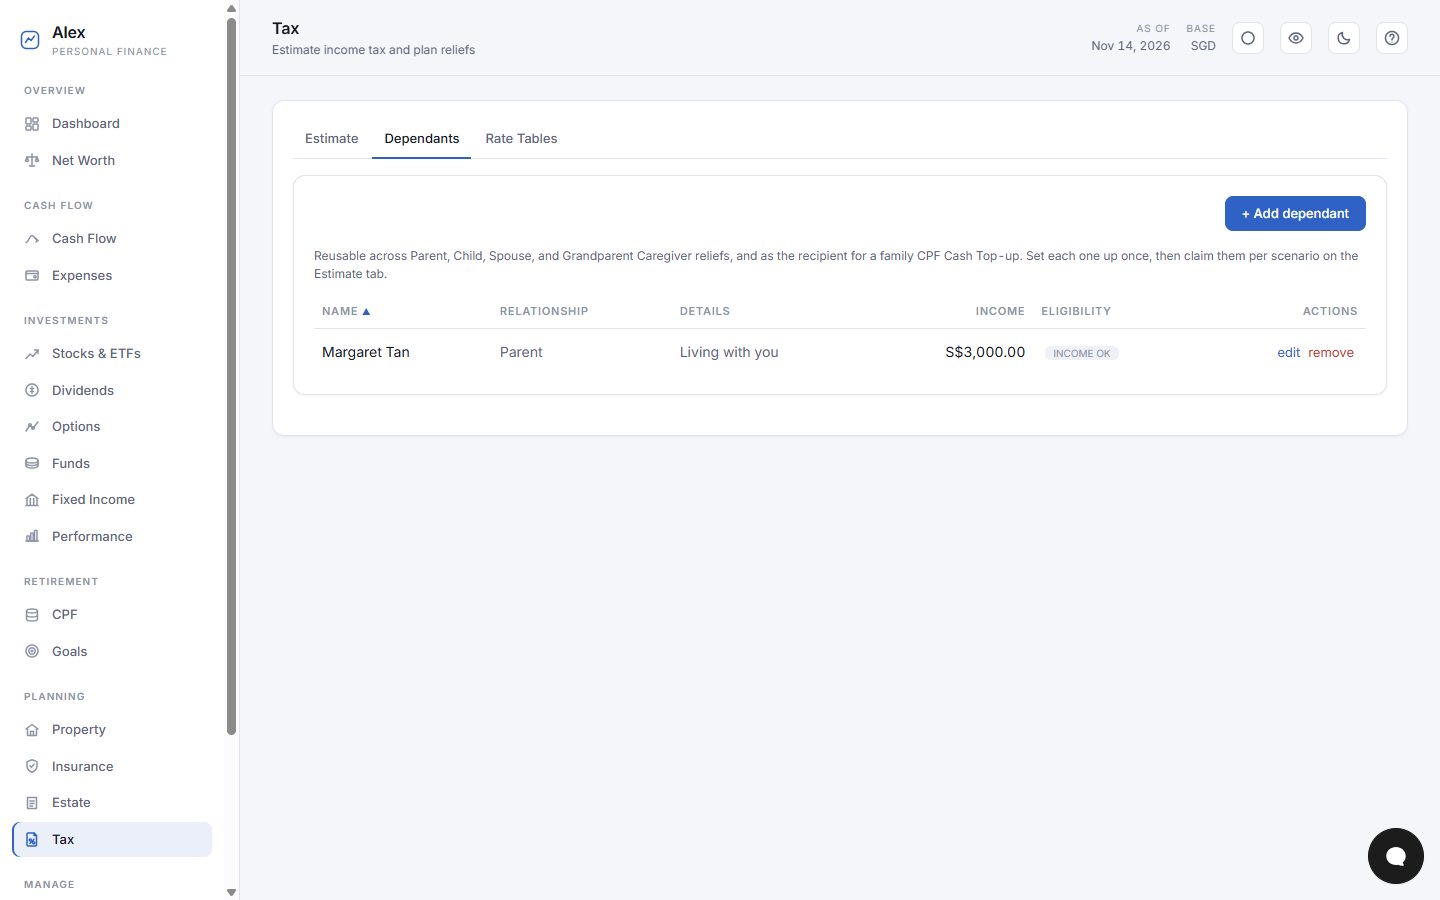 Alex
PERSONAL FINANCE
OVERVIEW
Dashboard
Net Worth
CASH FLOW
Cash Flow
Expenses
INVESTMENTS
Stocks & ETFs
Dividends
Options
Funds
Fixed Income
Performance
RETIREMENT
CPF
Goals
PLANNING
Property
Insurance
Estate
Tax
MANAGE
Tax
Estimate income tax and plan reliefs
AS OF
Nov 14, 2026
BASE
SGD
Estimate Dependants Rate Tables
+ Add dependant
Reusable across Parent, Child, Spouse, and Grandparent Caregiver reliefs, and as the recipient for a family CPF Cash Top-up. Set each one up once, then claim them per scenario on the
Estimate tab.
NAME ▲ RELATIONSHIP DETAILS INCOME ELIGIBILITY ACTIONS
Margaret Tan Parent Living with you S$3,000.00 INCOME OK edit remove